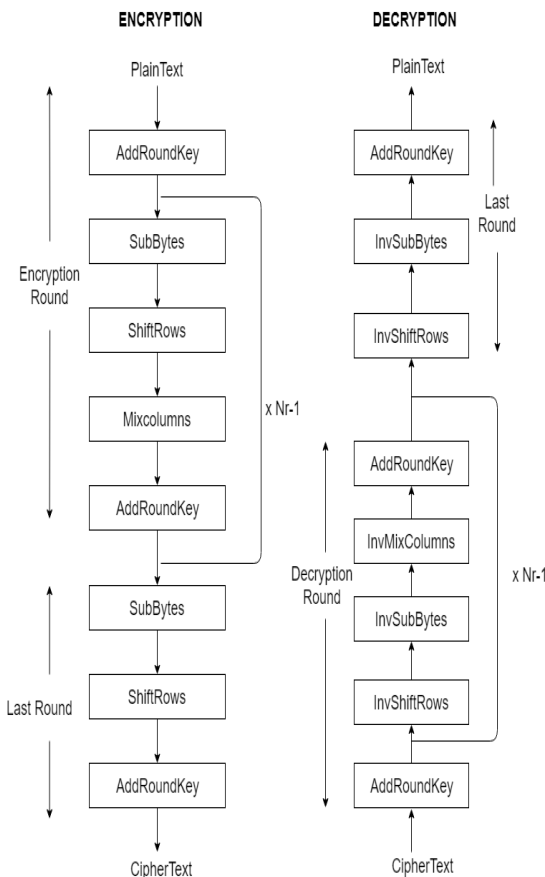 ENCRYPTION
PlainText
AddRoundKey
SubBytes
Encryption
Round
ShiftRows
Mixcolumns
x Nr-1
AddRoundKey
SubBytes
Last Round
ShiftRows
AddRoundKey
CipherText
DECRYPTION
PlainText
AddRoundKey
Last
Round
InvSubBytes
InvShiftRows
AddRoundKey
InvMixColumns
Decryption
Round
x Nr-1
InvSubBytes
InvShiftRows
AddRoundKey
CipherText